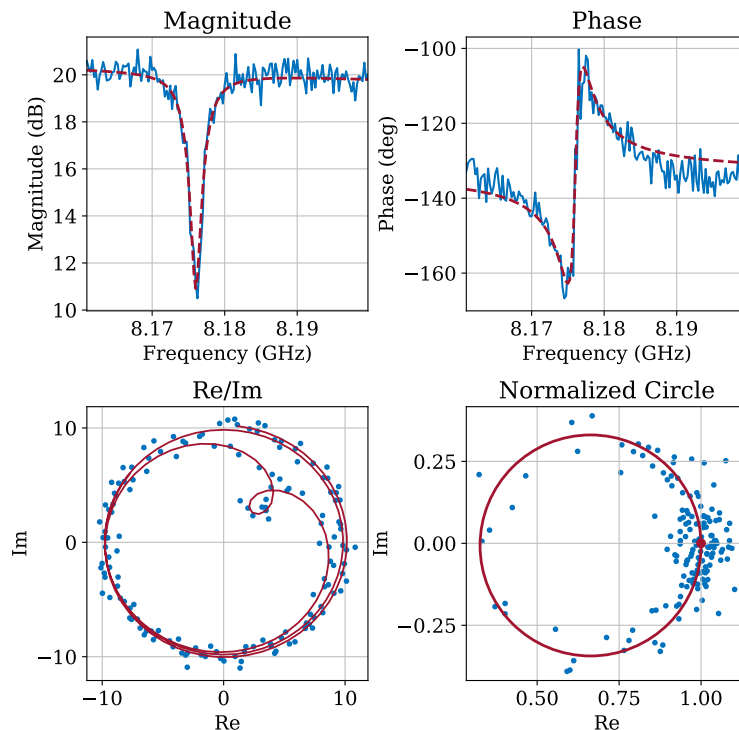 Magnitude
20
18
16
14
12
10
Magnitude (dB)
8.17
8.18
8.19
Frequency (GHz)
Phase
−100
−120
−140
−160
Phase (deg)
8.17
8.18
8.19
Frequency (GHz)
Re/Im
10
0
−10
Im
−10
0
10
Re
Normalized Circle
0.25
0.00
−0.25
Im
0.50
0.75
1.00
Re